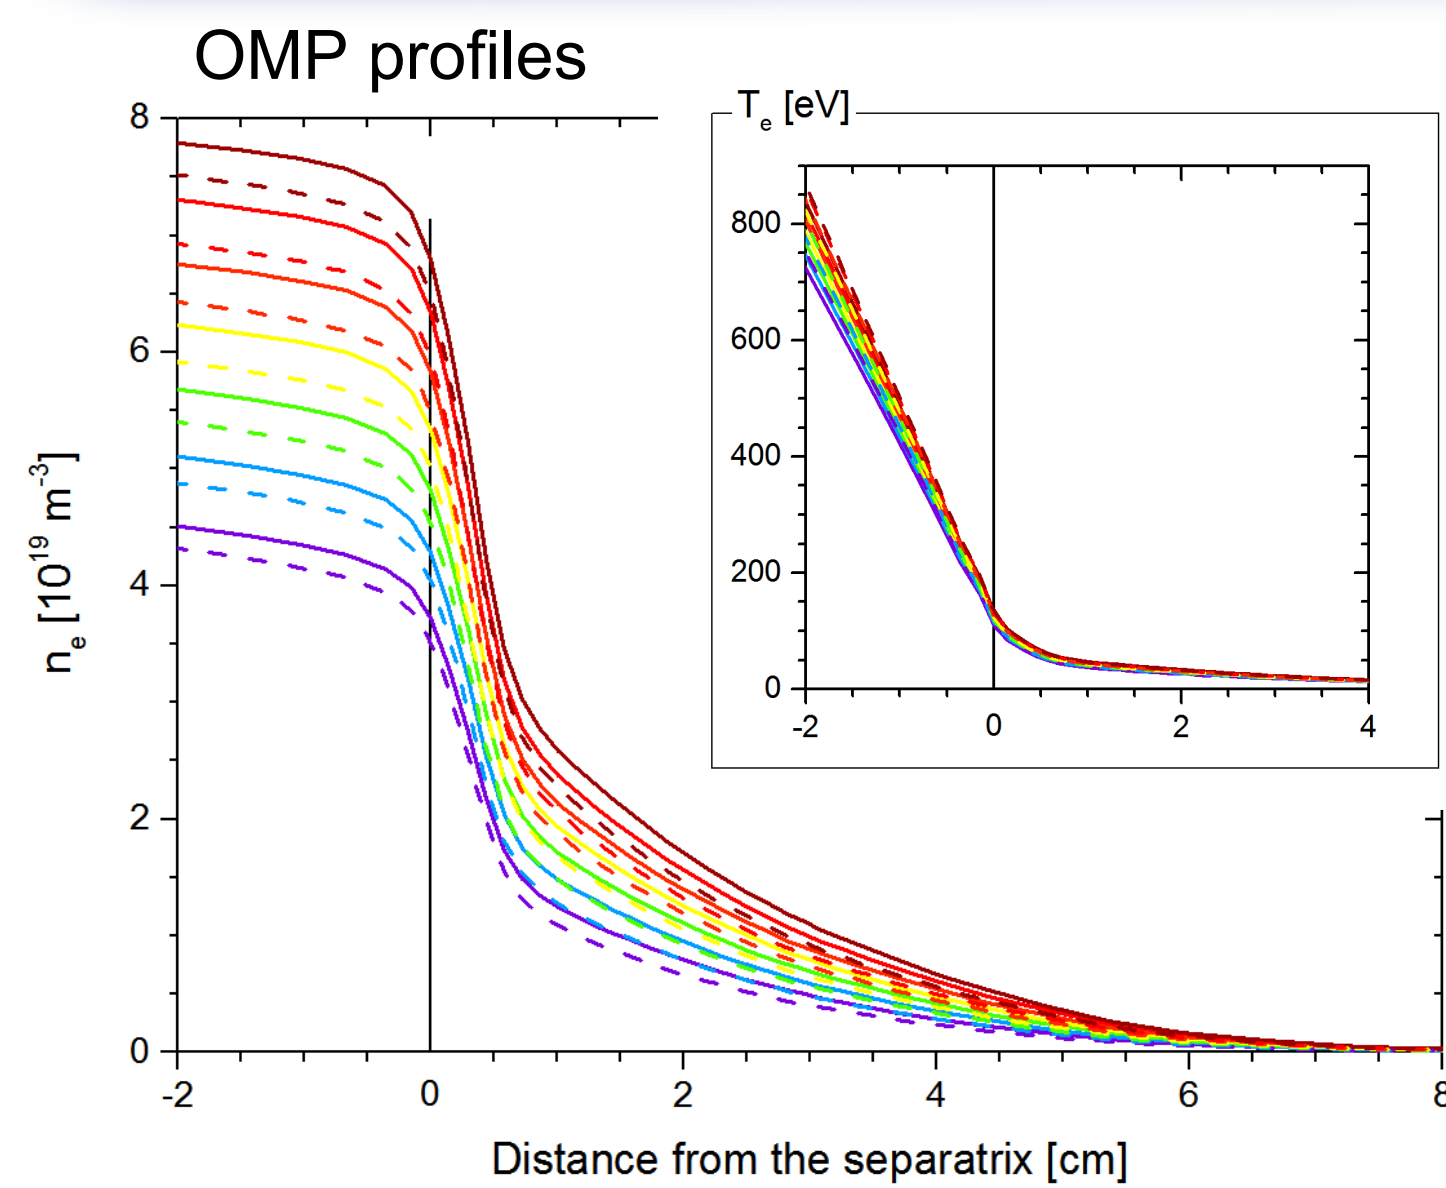 OMP profiles
T_e [eV]
8
6
4
2
0
n_e [10^19 m^-3]
800
600
400
200
0
-2 0 2 4
-2 0 2 4 6 8
Distance from the separatrix [cm]